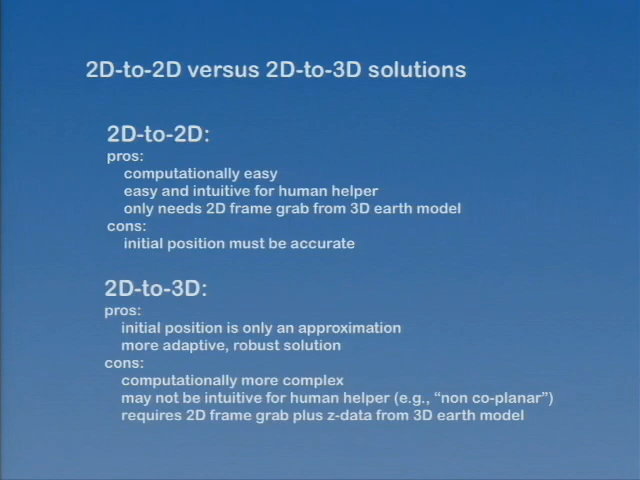 2D-to-2D versus 2D-to-3D solutions
2D-to-2D:
pros:
computationally easy
easy and intuitive for human helper
only needs 2D frame grab from 3D earth model
cons:
initial position must be accurate
2D-to-3D:
pros:
initial position is only an approximation
more adaptive, robust solution
cons:
computationally more complex
may not be intuitive for human helper (e.g., “non co-planar”)
requires 2D frame grab plus z-data from 3D earth model